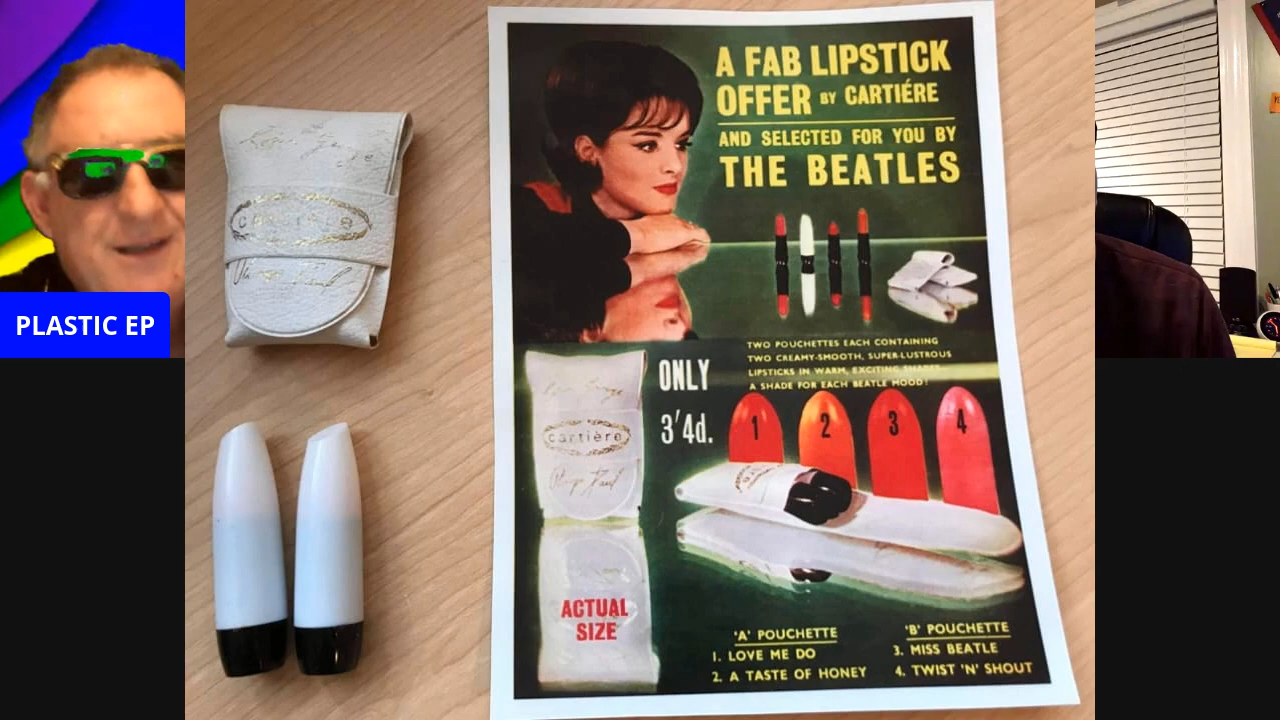 PLASTIC EP
cartière
A FAB LIPSTICK
OFFER BY CARTIÉRE
AND SELECTED FOR YOU BY
THE BEATLES
TWO POUCHETTES EACH CONTAINING
TWO CREAMY-SMOOTH, SUPER-LUSTROUS
LIPSTICKS IN WARM, EXCITING SHADES—
A SHADE FOR EACH BEATLE MOOD!
ONLY
3'4d.
1 2 3 4
cartière
ACTUAL
SIZE
'A' POUCHETTE
1. LOVE ME DO
2. A TASTE OF HONEY
'B' POUCHETTE
3. MISS BEATLE
4. TWIST 'N' SHOUT